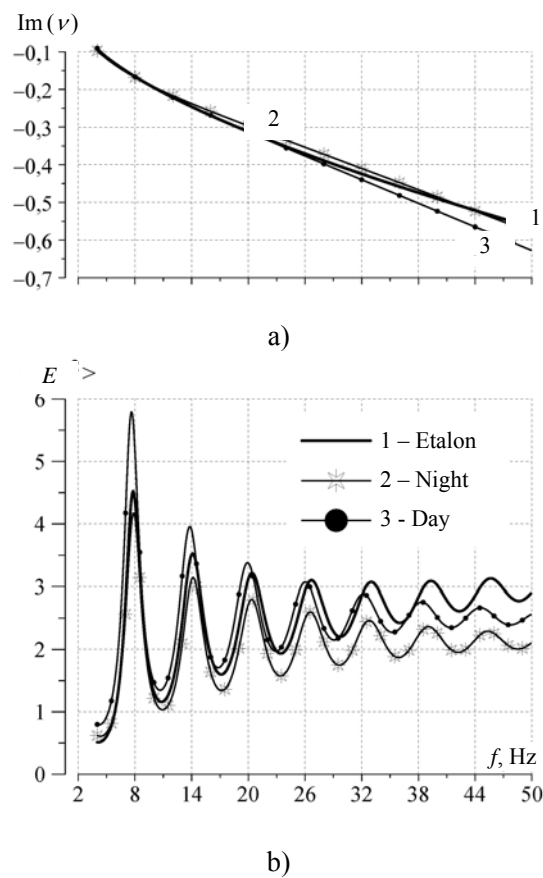 Im (ν)
–0,1
–0,2
–0,3
–0,4
–0,5
–0,6
–0,7
2
1
3
a)
E >
6
5
4
3
2
1
0
1 – Etalon
2 – Night
3 - Day
f, Hz
2 8 14 20 26 32 38 44 50
b)